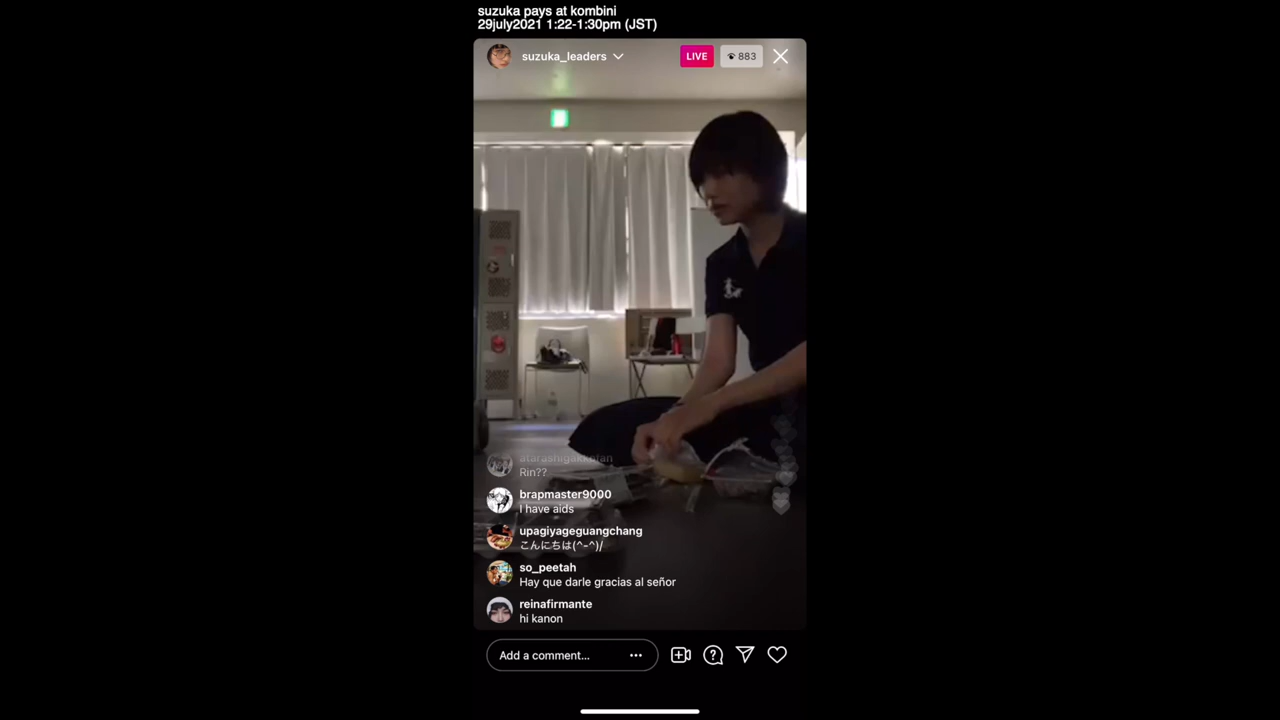 suzuka pays at kombini
29july2021 1:22-1:30pm (JST)
suzuka_leaders
LIVE
883
atarashigakkofan
Rin??
brapmaster9000
I have aids
upagiyageguangchang
こんにちは(^-^)/
so_peetah
Hay que darle gracias al señor
reinafirmante
hi kanon
Add a comment...